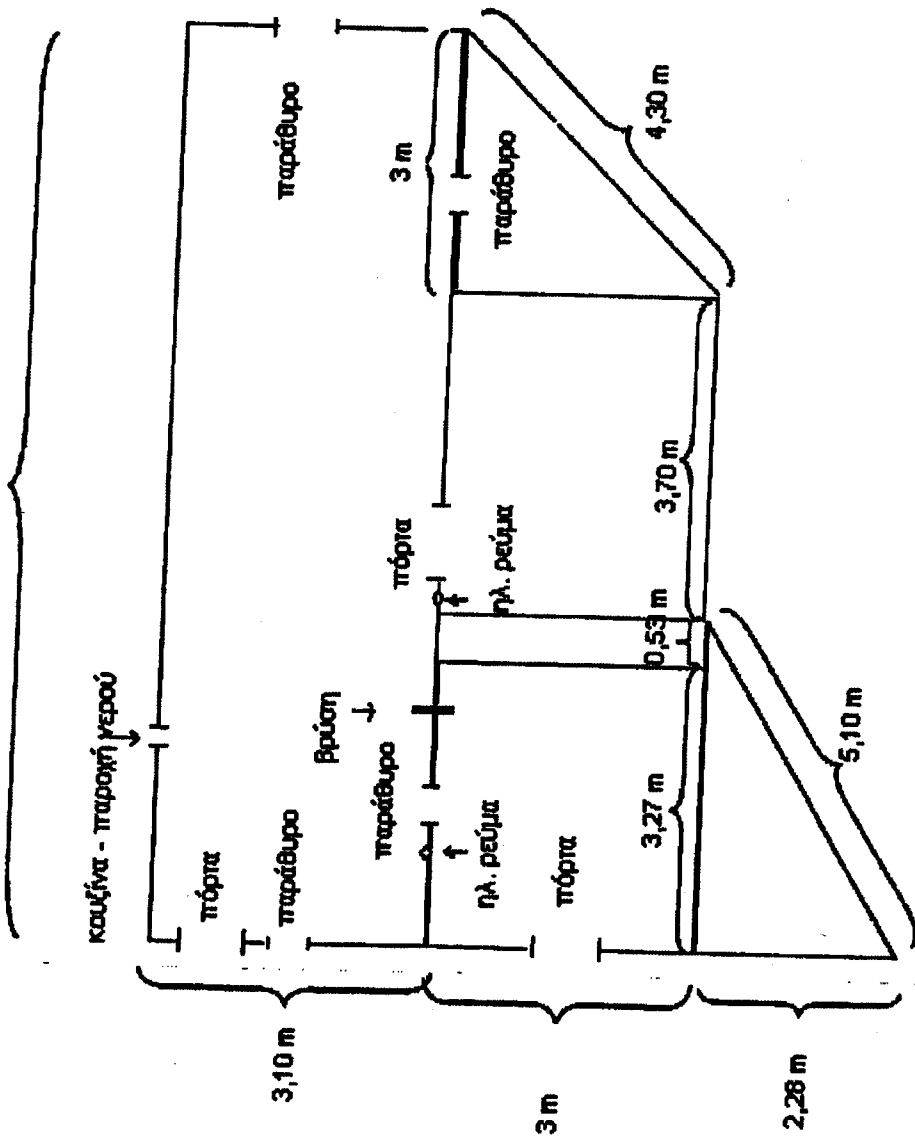 κουζίνα - παροχή νερού
πόρτα
παράθυρο
παράθυρο
3,10 m
βρύση
παράθυρο
ηλ. ρεύμα
πόρτα
ηλ. ρεύμα
3 m
παράθυρο
πόρτα
3 m
3,27 m
0,53 m
3,70 m
4,30 m
2,28 m
5,10 m